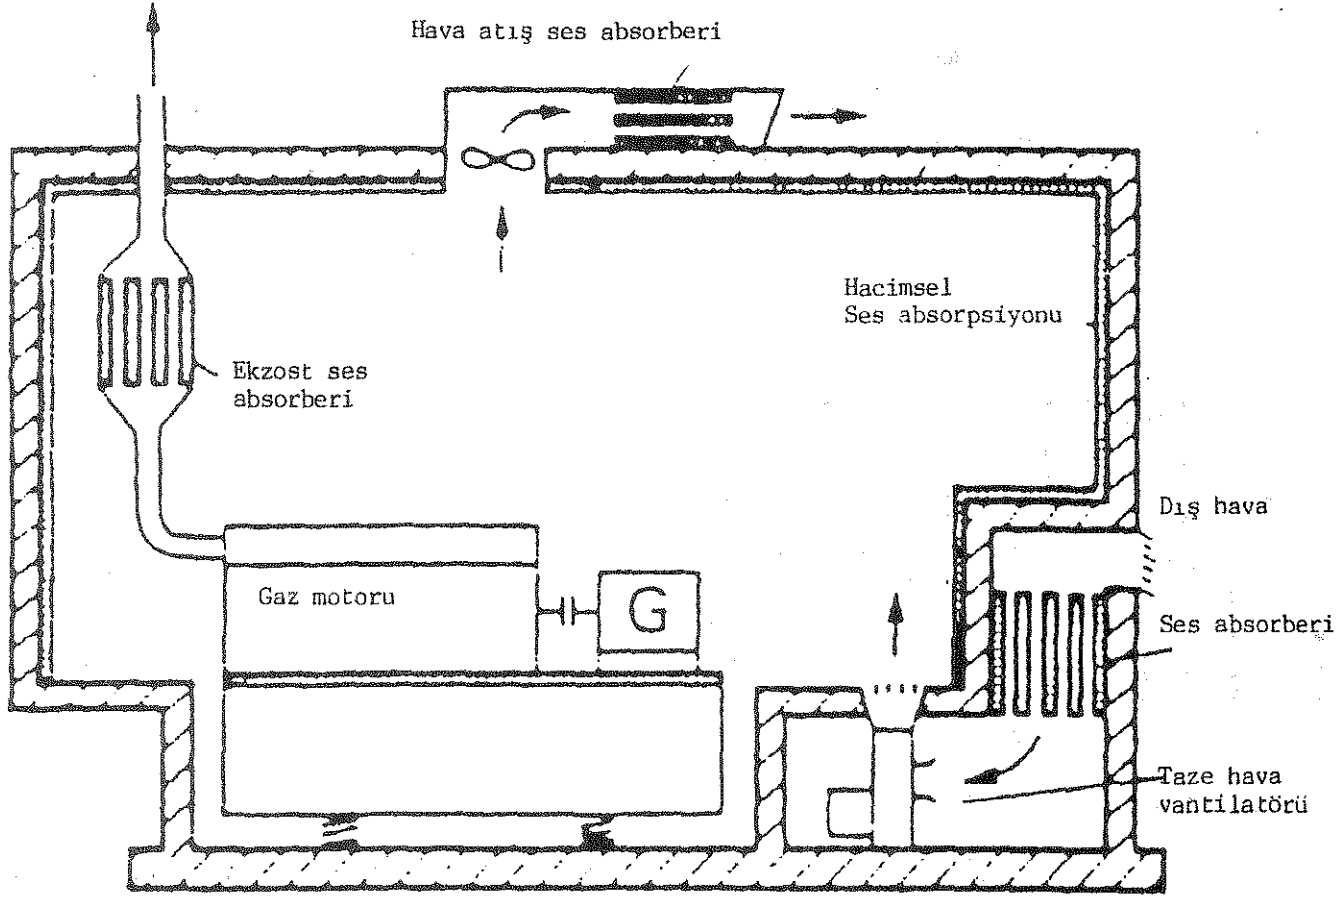 Hava atış ses absorberi
Hacimsel
Ses absorpsiyonu
Ekzost ses
absorberi
Dış hava
Gaz motoru
G
Ses absorberi
Taze hava
vantilatörü